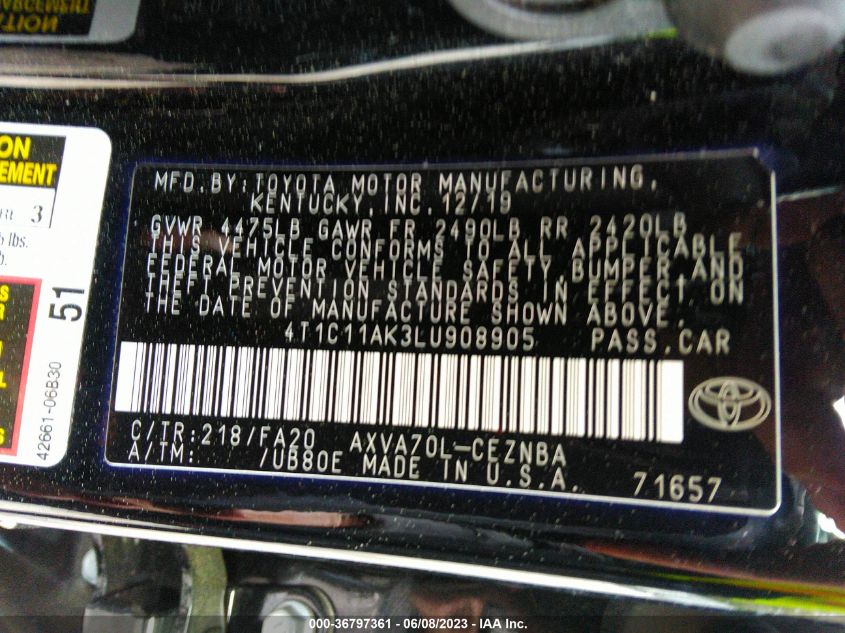 MFD. BY: TOYOTA MOTOR MANUFACTURING,
KENTUCKY, INC. 12/19
GVWR 4475LB GAWR FR 2490LB RR 2420LB
THIS VEHICLE CONFORMS TO ALL APPLICABLE
FEDERAL MOTOR VEHICLE SAFETY, BUMPER, AND
THEFT PREVENTION STANDARDS IN EFFECT ON
THE DATE OF MANUFACTURE SHOWN ABOVE.
4T1C11AK3LU908905 PASS. CAR
C/TR: 218/FA20 AXVA70L-CEZNBA
A/TM: /UB80E MADE IN U.S.A.
71657
3
lbs.
51
42661-06B30
000-36797361 - 06/08/2023 - IAA Inc.